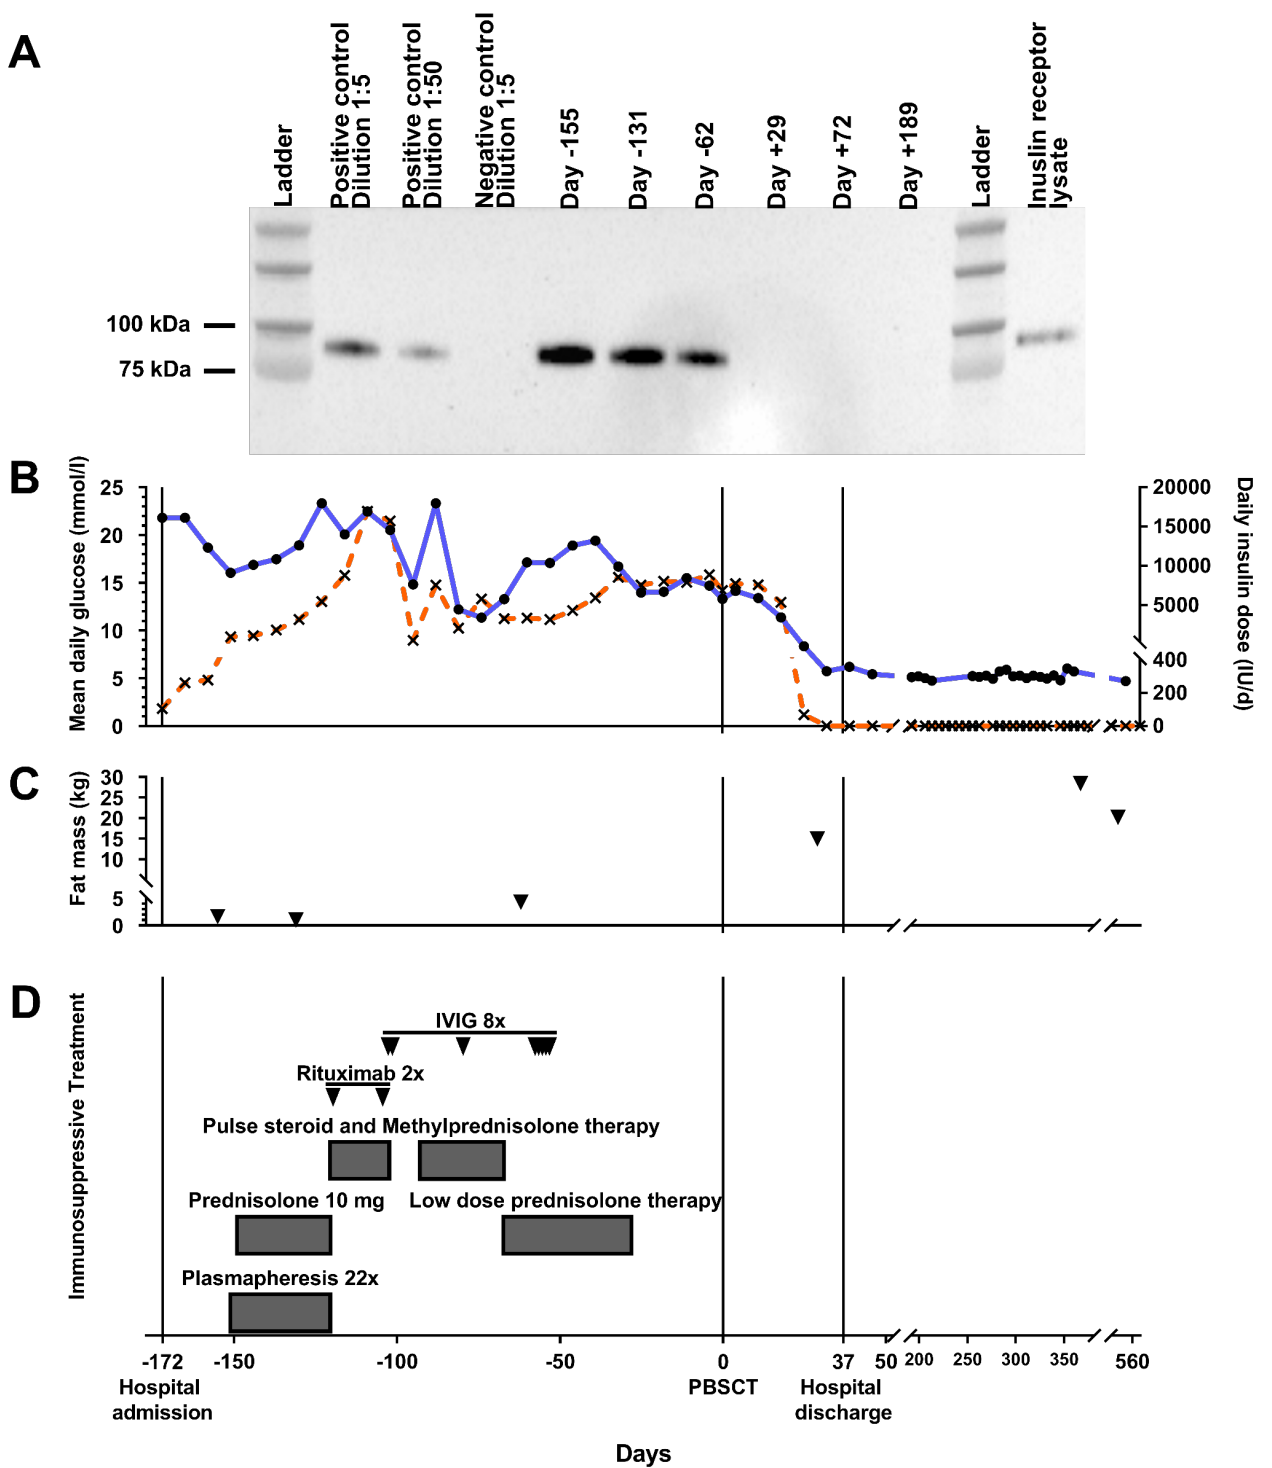 A
Ladder
Positive control
Dilution 1:5
Positive control
Dilution 1:50
Negative control
Dilution 1:5
Day -155
Day -131
Day -62
Day +29
Day +72
Day +189
Ladder
Inuslin receptor
lysate
100 kDa
75 kDa
B
Mean daily glucose (mmol/l)
25
20
15
10
5
0
20000
15000
10000
5000
400
200
0
Daily insulin dose (IU/d)
C
Fat mass (kg)
30
25
20
15
10
5
0
D
Immunosuppressive Treatment
IVIG 8x
Rituximab 2x
Pulse steroid and Methylprednisolone therapy
Prednisolone 10 mg
Low dose prednisolone therapy
Plasmapheresis 22x
-172 -150 -100 -50 0 37 50 200 250 300 350 560
Hospital
admission
PBSCT
Hospital
discharge
Days